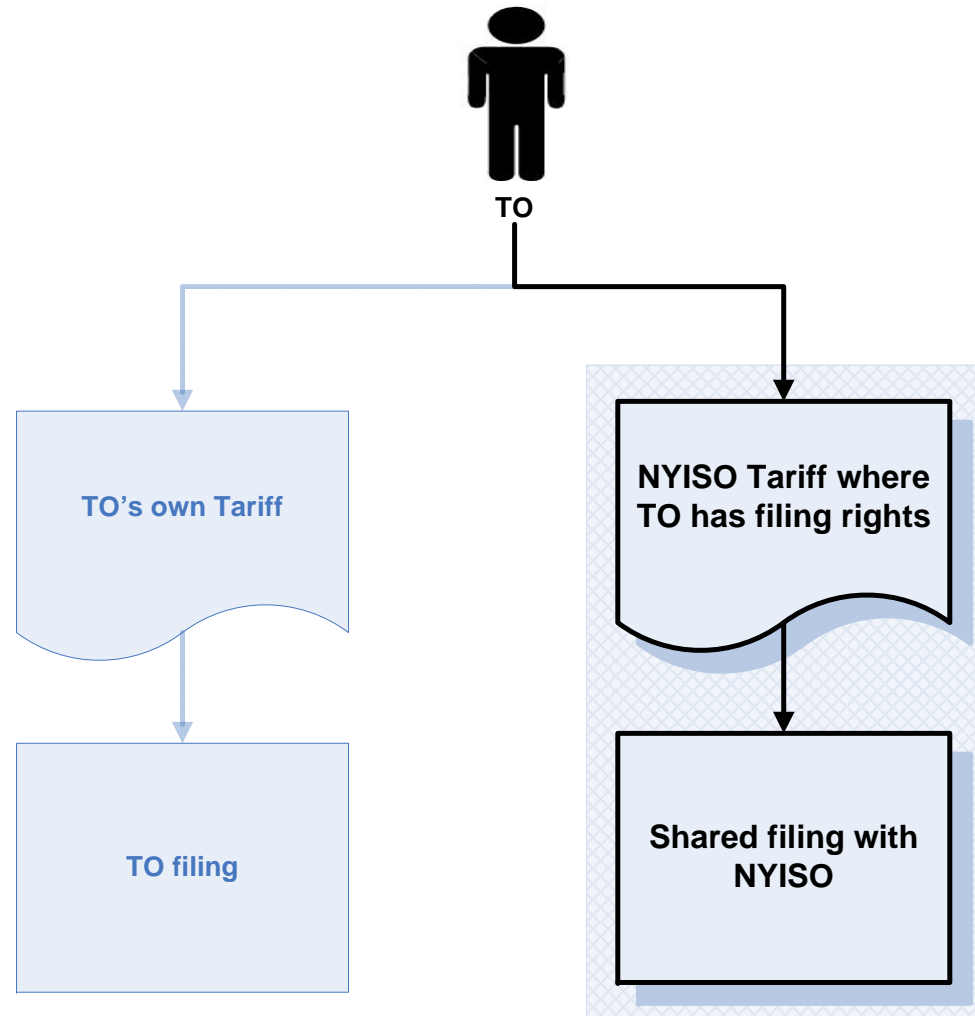 TO
TO’s own Tariff
NYISO Tariff where
TO has filing rights
TO filing
Shared filing with
NYISO